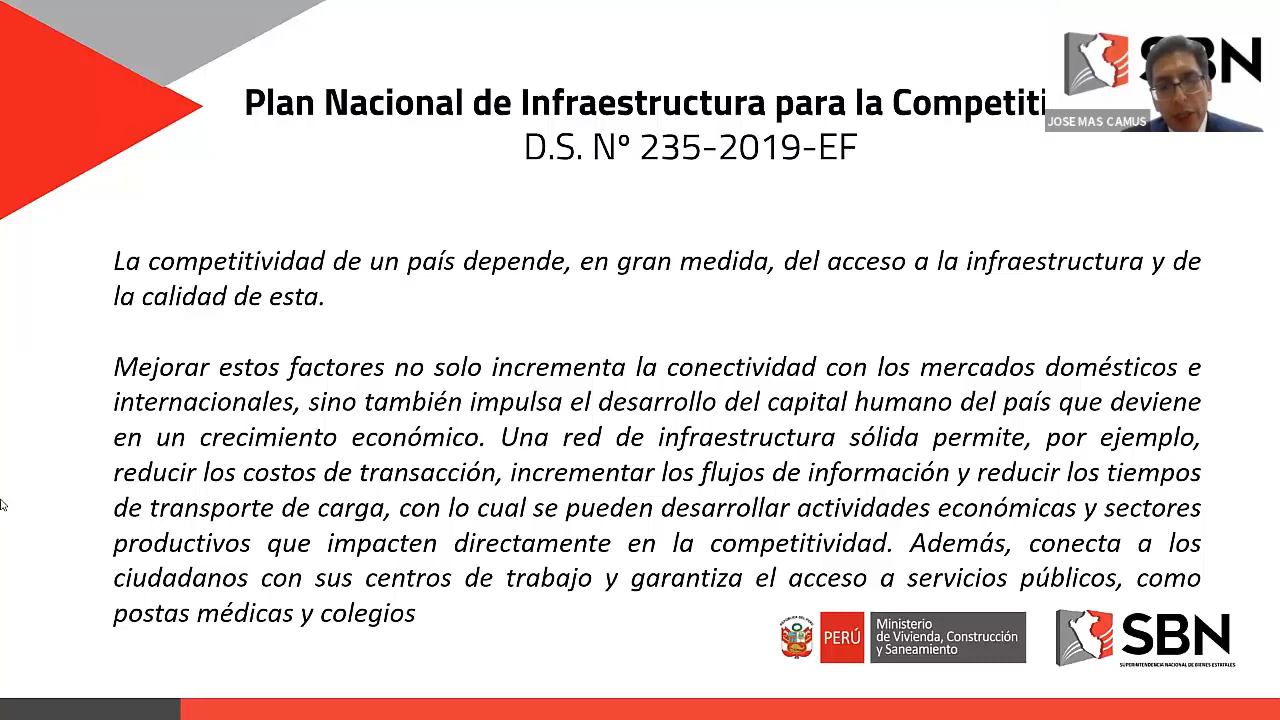 Plan Nacional de Infraestructura para la Competiti
D.S. Nº 235-2019-EF
SBN
JOSE MAS CAMUS
La competitividad de un país depende, en gran medida, del acceso a la infraestructura y de
la calidad de esta.
Mejorar estos factores no solo incrementa la conectividad con los mercados domésticos e
internacionales, sino también impulsa el desarrollo del capital humano del país que deviene
en un crecimiento económico. Una red de infraestructura sólida permite, por ejemplo,
reducir los costos de transacción, incrementar los flujos de información y reducir los tiempos
de transporte de carga, con lo cual se pueden desarrollar actividades económicas y sectores
productivos que impacten directamente en la competitividad. Además, conecta a los
ciudadanos con sus centros de trabajo y garantiza el acceso a servicios públicos, como
postas médicas y colegios
PERÚ
Ministerio
de Vivienda, Construcción
y Saneamiento
SBN
SUPERINTENDENCIA NACIONAL DE BIENES ESTATALES